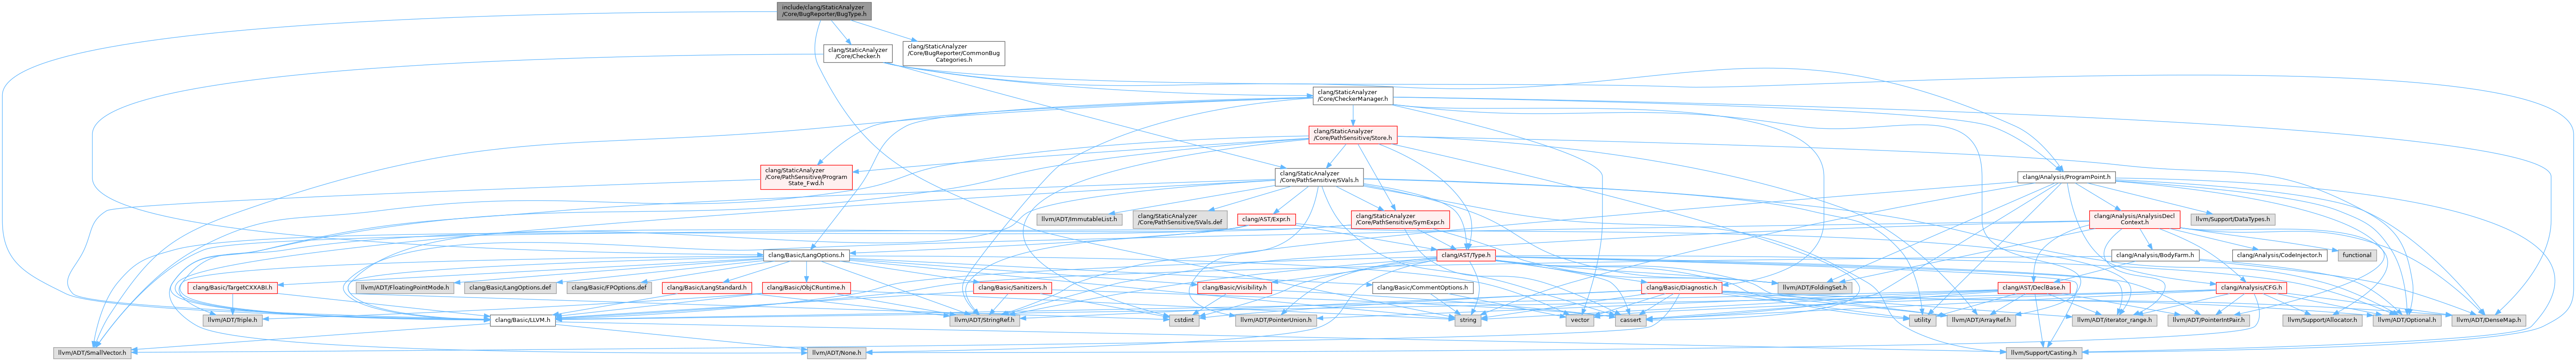 include/clang/StaticAnalyzer
/Core/BugReporter/BugType.h
clang/StaticAnalyzer
/Core/Checker.h
clang/StaticAnalyzer
/Core/BugReporter/CommonBug
Categories.h
clang/StaticAnalyzer
/Core/CheckerManager.h
clang/StaticAnalyzer
/Core/PathSensitive/Store.h
clang/StaticAnalyzer
/Core/PathSensitive/Program
State_Fwd.h
clang/StaticAnalyzer
/Core/PathSensitive/SVals.h
clang/Analysis/ProgramPoint.h
llvm/ADT/ImmutableList.h
clang/StaticAnalyzer
/Core/PathSensitive/SVals.def
clang/AST/Expr.h
clang/StaticAnalyzer
/Core/PathSensitive/SymExpr.h
clang/Analysis/AnalysisDecl
Context.h
llvm/Support/DataTypes.h
clang/Basic/LangOptions.h
clang/AST/Type.h
clang/Analysis/BodyFarm.h
clang/Analysis/CodeInjector.h
functional
clang/Basic/TargetCXXABI.h
llvm/ADT/FloatingPointMode.h
clang/Basic/LangOptions.def
clang/Basic/FPOptions.def
clang/Basic/LangStandard.h
clang/Basic/ObjCRuntime.h
clang/Basic/Sanitizers.h
clang/Basic/Visibility.h
clang/Basic/CommentOptions.h
clang/Basic/Diagnostic.h
llvm/ADT/FoldingSet.h
clang/AST/DeclBase.h
clang/Analysis/CFG.h
llvm/ADT/Triple.h
clang/Basic/LLVM.h
llvm/ADT/StringRef.h
cstdint
llvm/ADT/PointerUnion.h
string
vector
cassert
utility
llvm/ADT/ArrayRef.h
llvm/ADT/iterator_range.h
llvm/ADT/PointerIntPair.h
llvm/Support/Allocator.h
llvm/ADT/Optional.h
llvm/ADT/DenseMap.h
llvm/ADT/SmallVector.h
llvm/ADT/None.h
llvm/Support/Casting.h